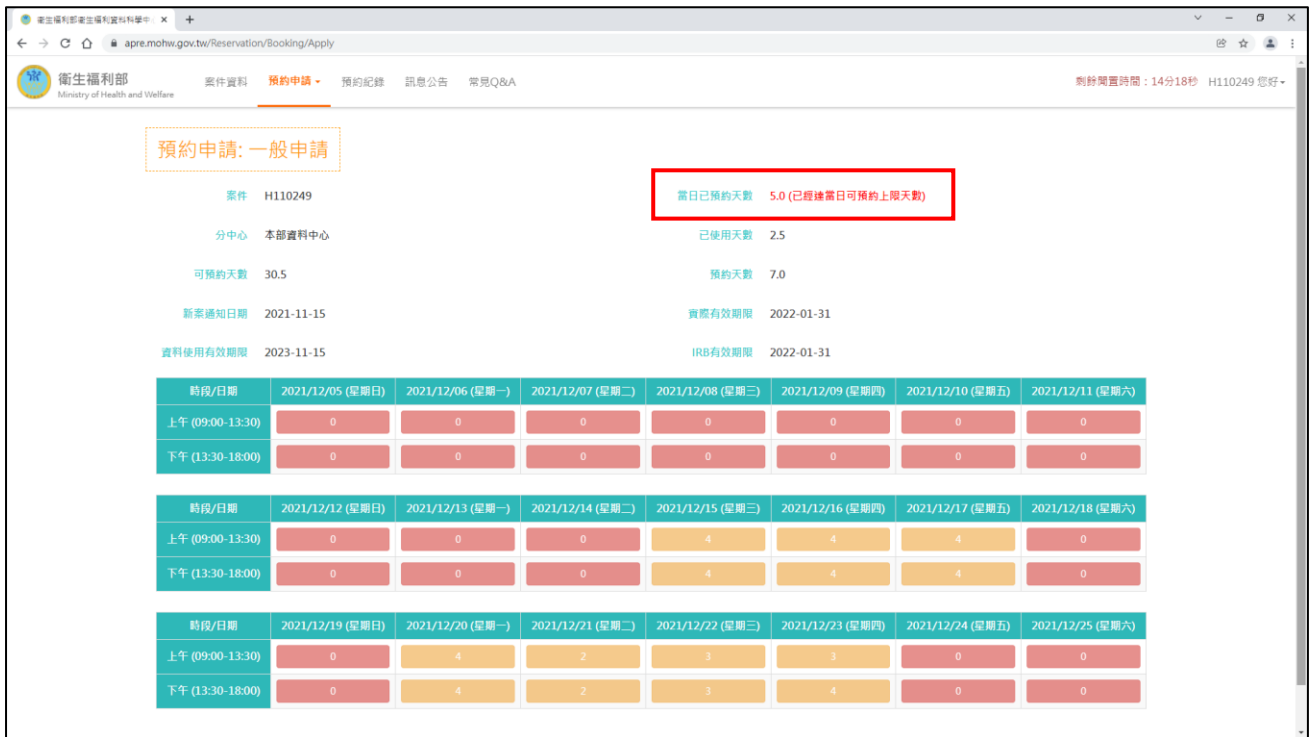 衛生福利部衛生福利資料科學中
apre.mohw.gov.tw/Reservation/Booking/Apply
衛生福利部
Ministry of Health and Welfare
案件資料 預約申請 預約紀錄 訊息公告 常見Q&A 剩餘閒置時間：14分18秒 H110249 您好
預約申請: 一般申請
案件 H110249 當日已預約天數 5.0 (已經達當日可預約上限天數)
分中心 本部資料中心 已使用天數 2.5
可預約天數 30.5 預約天數 7.0
新案通知日期 2021-11-15 實際有效期限 2022-01-31
資料使用有效期限 2023-11-15 IRB有效期限 2022-01-31
時段/日期 2021/12/05 (星期日) 2021/12/06 (星期一) 2021/12/07 (星期二) 2021/12/08 (星期三) 2021/12/09 (星期四) 2021/12/10 (星期五) 2021/12/11 (星期六)
上午 (09:00-13:30) 0 0 0 0 0 0 0
下午 (13:30-18:00) 0 0 0 0 0 0 0
時段/日期 2021/12/12 (星期日) 2021/12/13 (星期一) 2021/12/14 (星期二) 2021/12/15 (星期三) 2021/12/16 (星期四) 2021/12/17 (星期五) 2021/12/18 (星期六)
上午 (09:00-13:30) 0 0 0 4 4 4 0
下午 (13:30-18:00) 0 0 0 4 4 4 0
時段/日期 2021/12/19 (星期日) 2021/12/20 (星期一) 2021/12/21 (星期二) 2021/12/22 (星期三) 2021/12/23 (星期四) 2021/12/24 (星期五) 2021/12/25 (星期六)
上午 (09:00-13:30) 0 4 2 3 3 0 0
下午 (13:30-18:00) 0 4 2 3 4 0 0